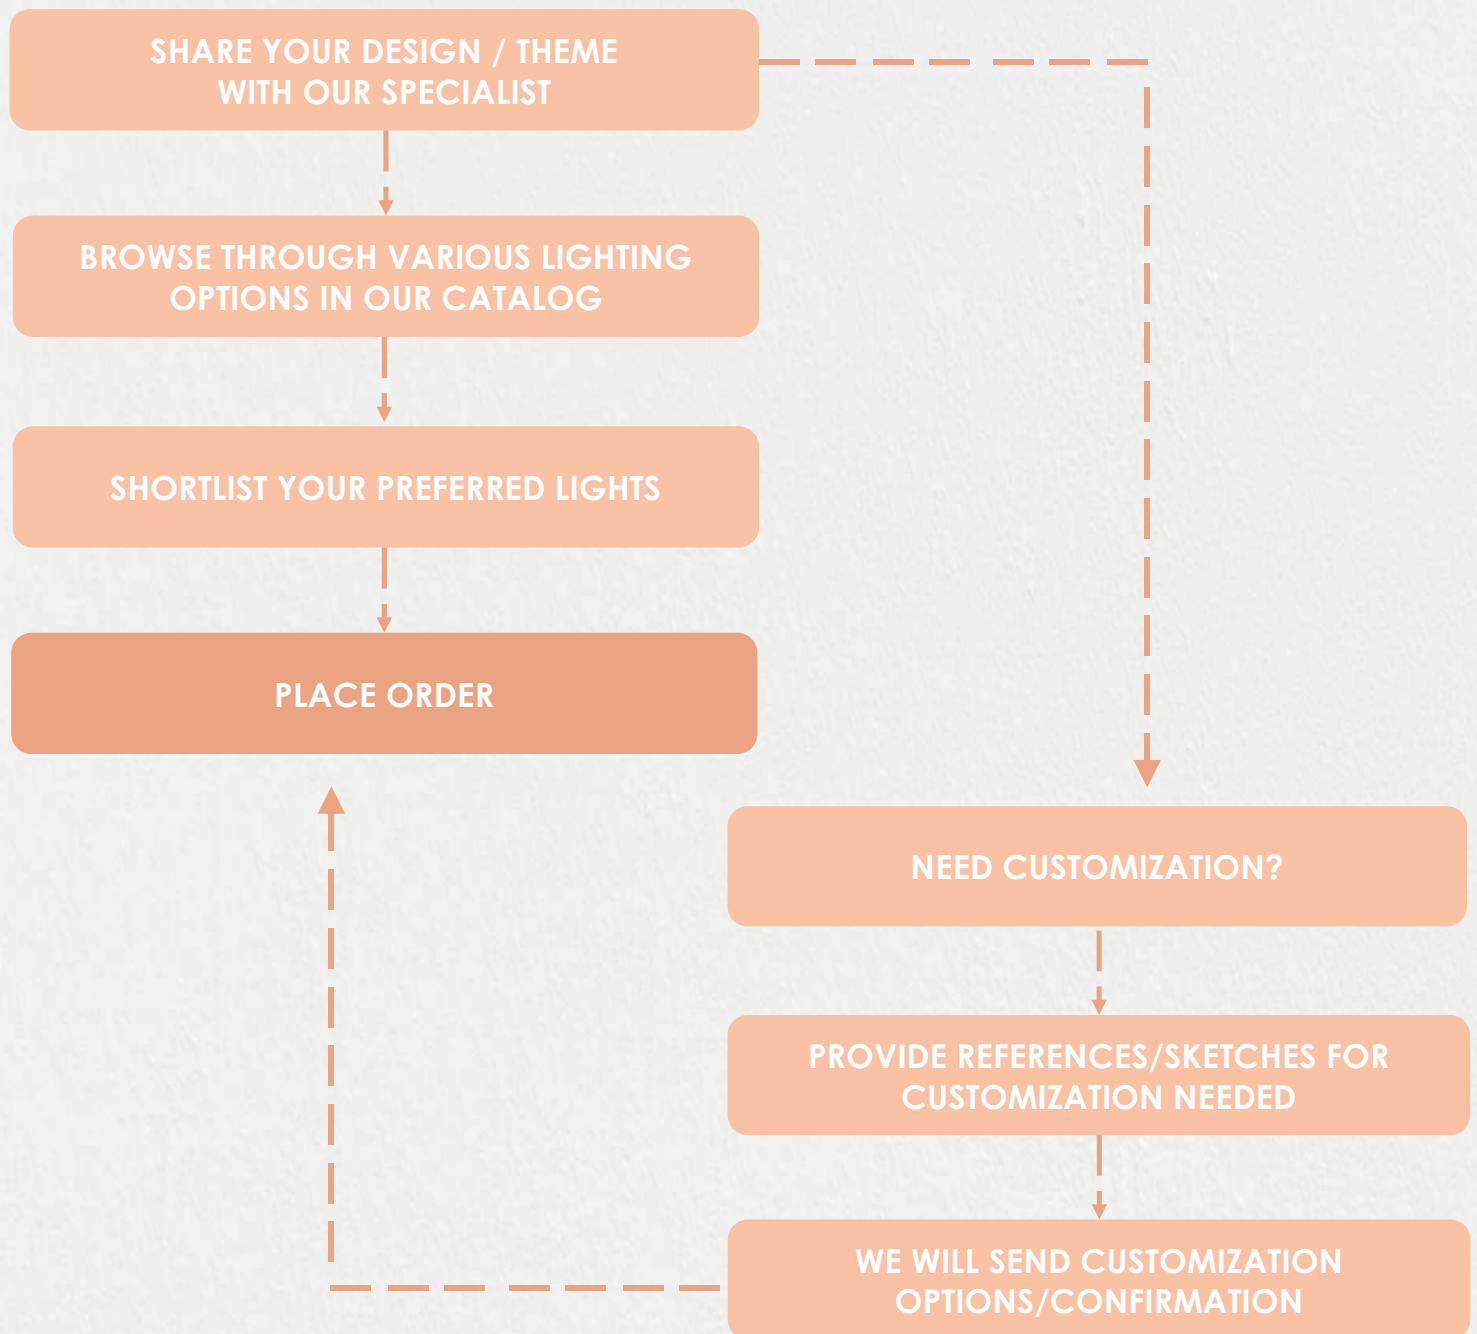 SHARE YOUR DESIGN / THEME
WITH OUR SPECIALIST
BROWSE THROUGH VARIOUS LIGHTING
OPTIONS IN OUR CATALOG
SHORTLIST YOUR PREFERRED LIGHTS
PLACE ORDER
NEED CUSTOMIZATION?
PROVIDE REFERENCES/SKETCHES FOR
CUSTOMIZATION NEEDED
WE WILL SEND CUSTOMIZATION
OPTIONS/CONFIRMATION